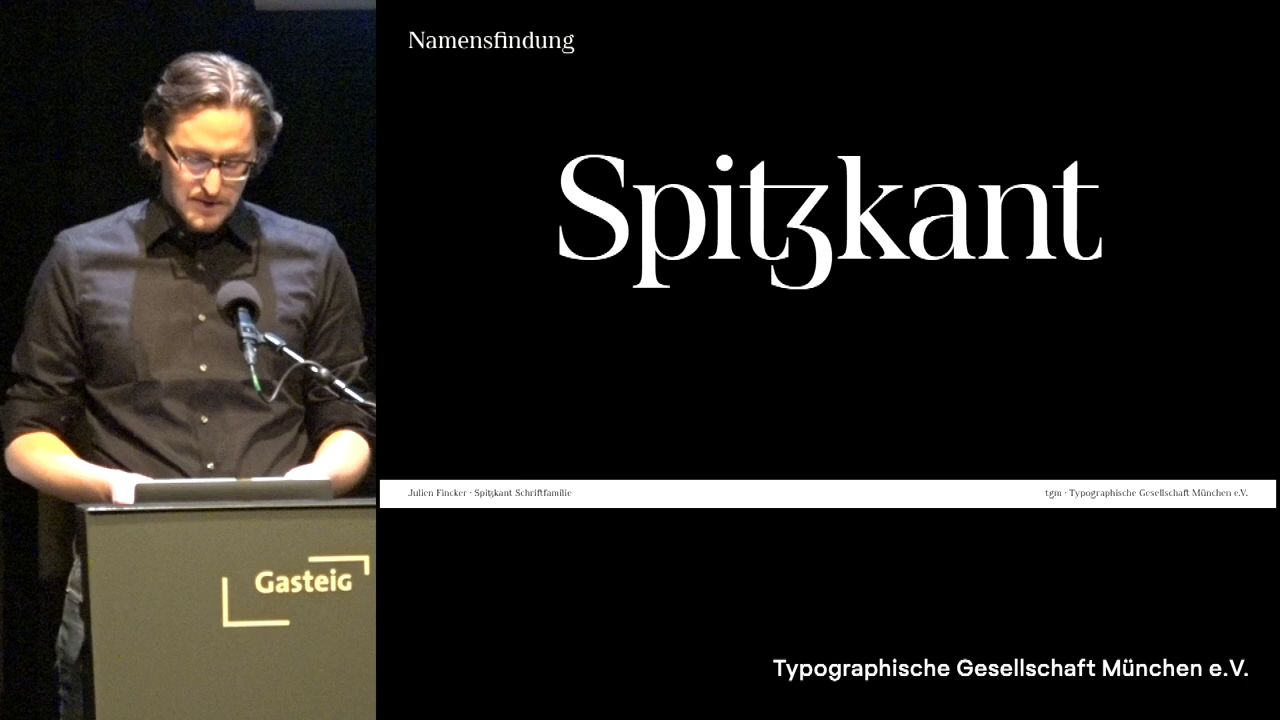 Namensfindung
Spitzkant
Julien Fincker · Spitzkant Schriftfamilie
tgm · Typographische Gesellschaft München e.V.
Gasteig
Typographische Gesellschaft München e.V.